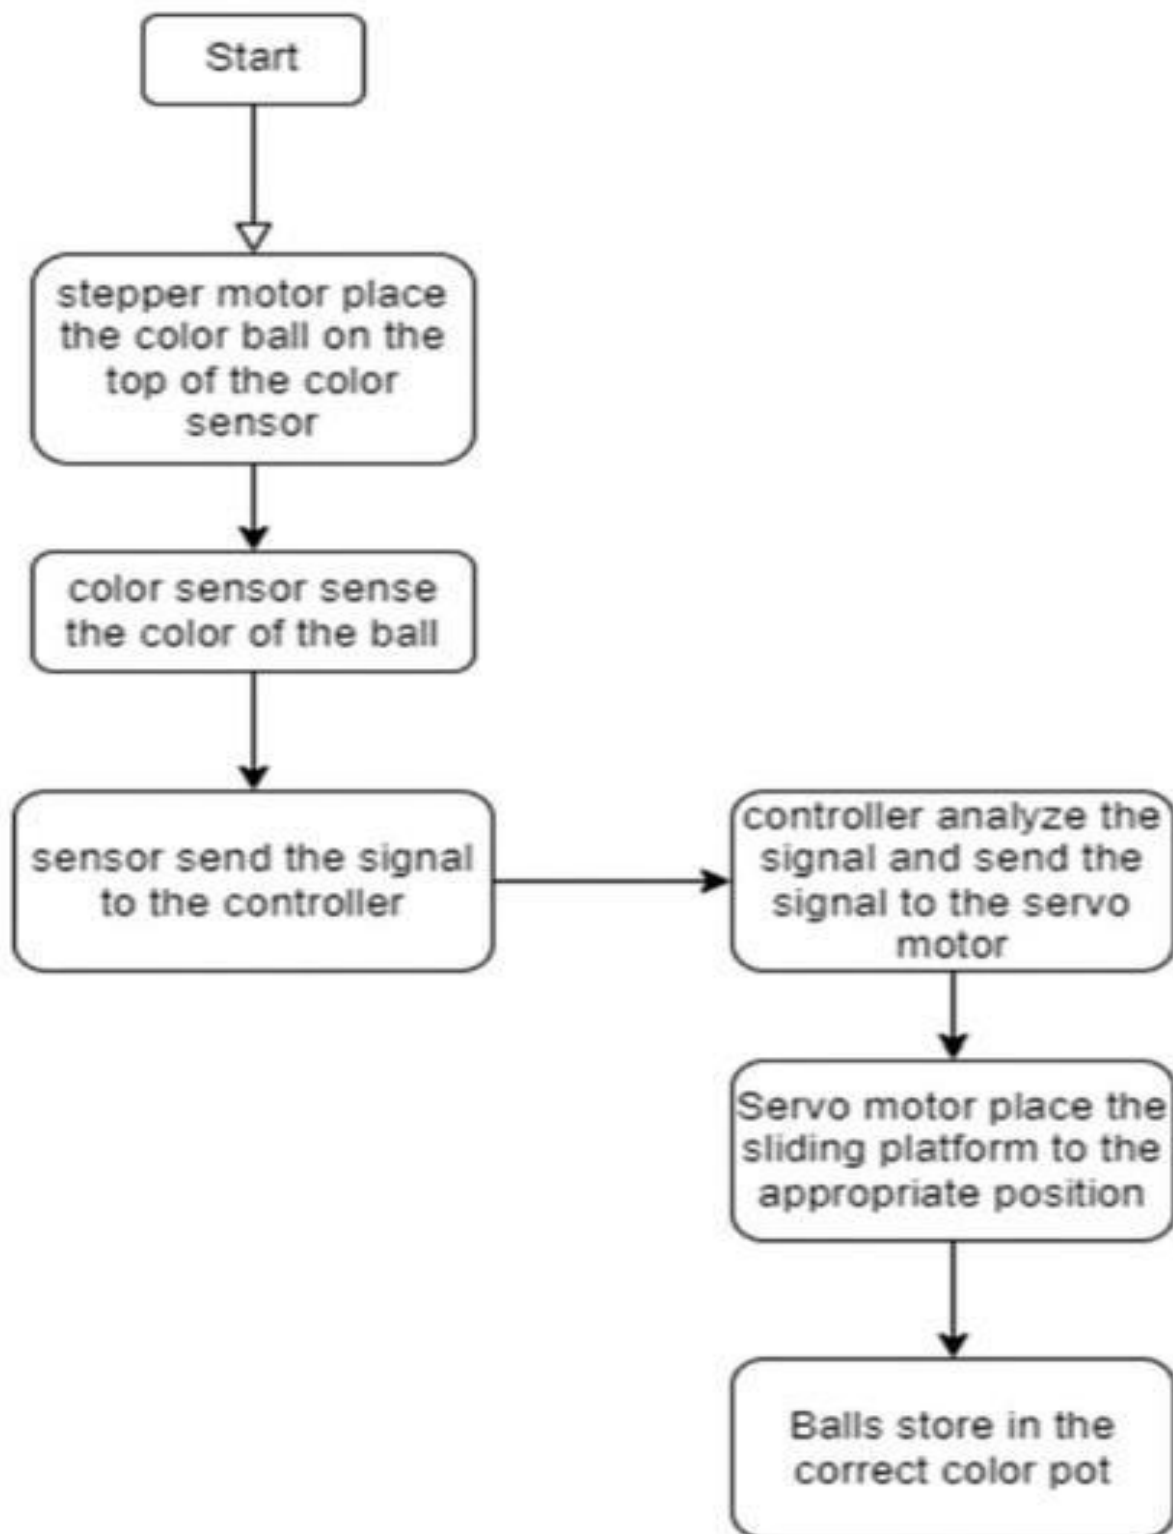 Start
stepper motor place
the color ball on the
top of the color
sensor
color sensor sense
the color of the ball
sensor send the signal
to the controller
controller analyze the
signal and send the
signal to the servo
motor
Servo motor place the
sliding platform to the
appropriate position
Balls store in the
correct color pot